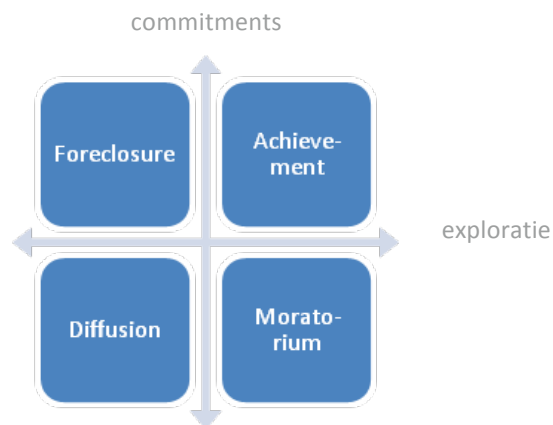 commitments
Foreclosure
Achieve-
ment
exploratie
Diffusion
Morato-
rium